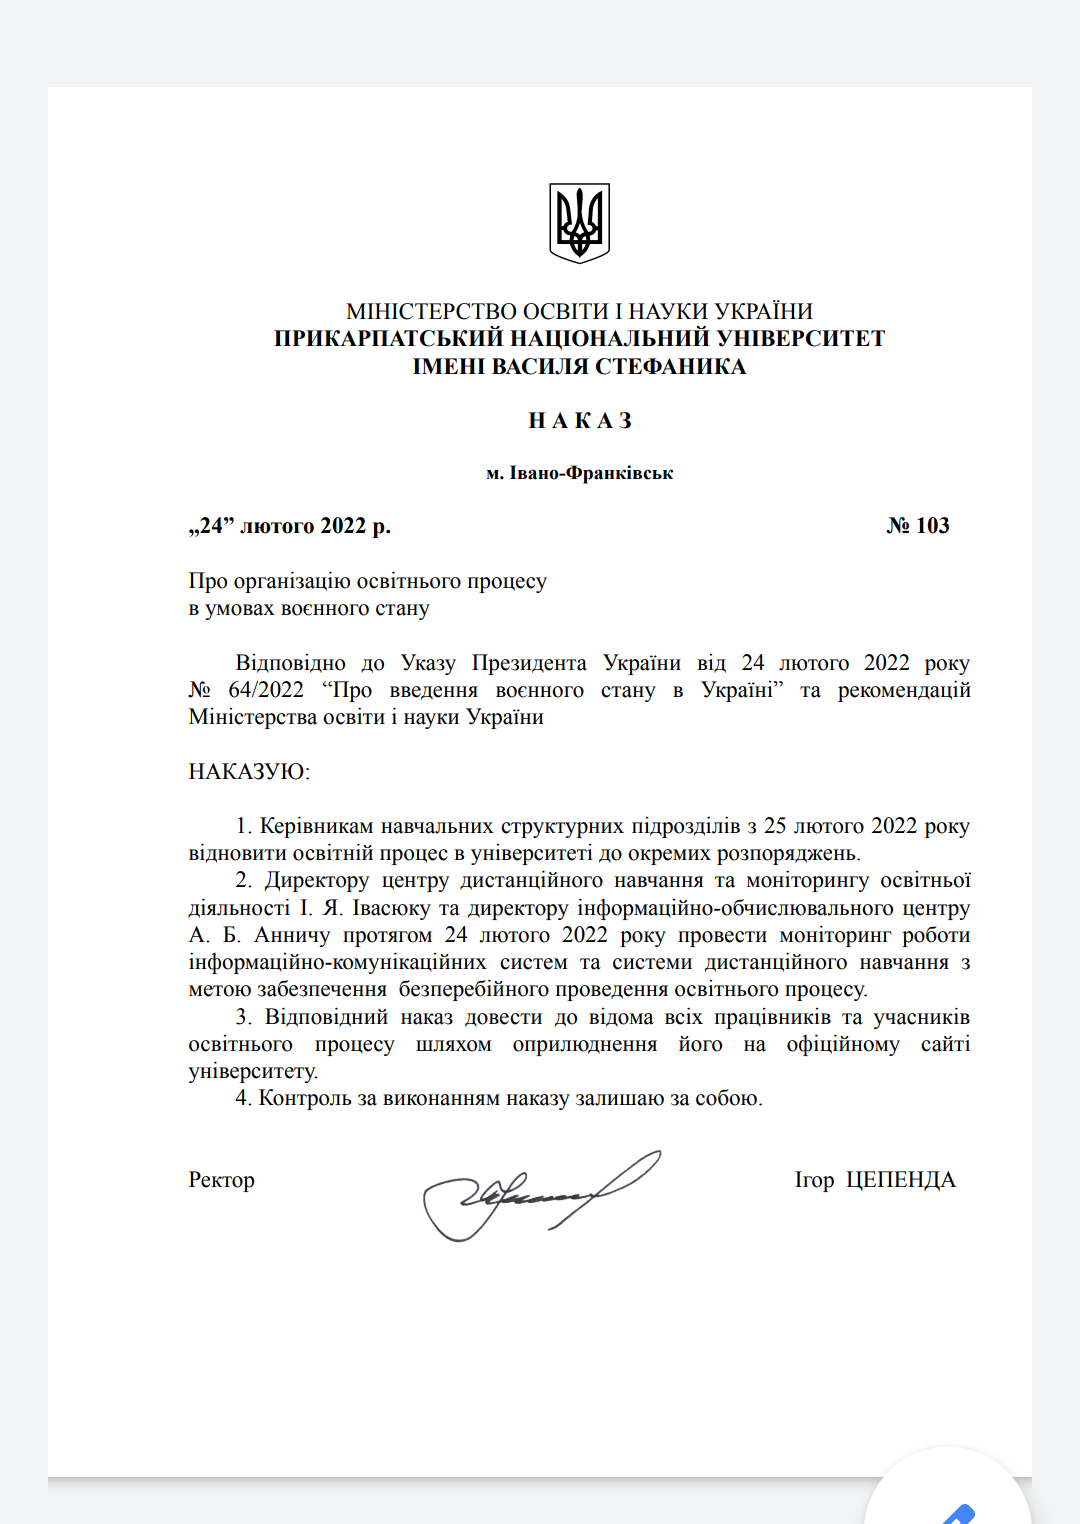 МІНІСТЕРСТВО ОСВІТИ І НАУКИ УКРАЇНИ
ПРИКАРПАТСЬКИЙ НАЦІОНАЛЬНИЙ УНІВЕРСИТЕТ
ІМЕНІ ВАСИЛЯ СТЕФАНИКА
Н А К А З
м. Івано-Франківськ
„24” лютого 2022 р. № 103
Про організацію освітнього процесу
в умовах воєнного стану
Відповідно до Указу Президента України від 24 лютого 2022 року
№ 64/2022 “Про введення воєнного стану в Україні” та рекомендацій
Міністерства освіти і науки України
НАКАЗУЮ:
1. Керівникам навчальних структурних підрозділів з 25 лютого 2022 року
відновити освітній процес в університеті до окремих розпоряджень.
2. Директору центру дистанційного навчання та моніторингу освітньої
діяльності І. Я. Івасюку та директору інформаційно-обчислювального центру
А. Б. Анничу протягом 24 лютого 2022 року провести моніторинг роботи
інформаційно-комунікаційних систем та системи дистанційного навчання з
метою забезпечення  безперебійного проведення освітнього процесу.
3. Відповідний наказ довести до відома всіх працівників та учасників
освітнього процесу шляхом оприлюднення його на офіційному сайті
університету.
4. Контроль за виконанням наказу залишаю за собою.
Ректор Ігор  ЦЕПЕНДА